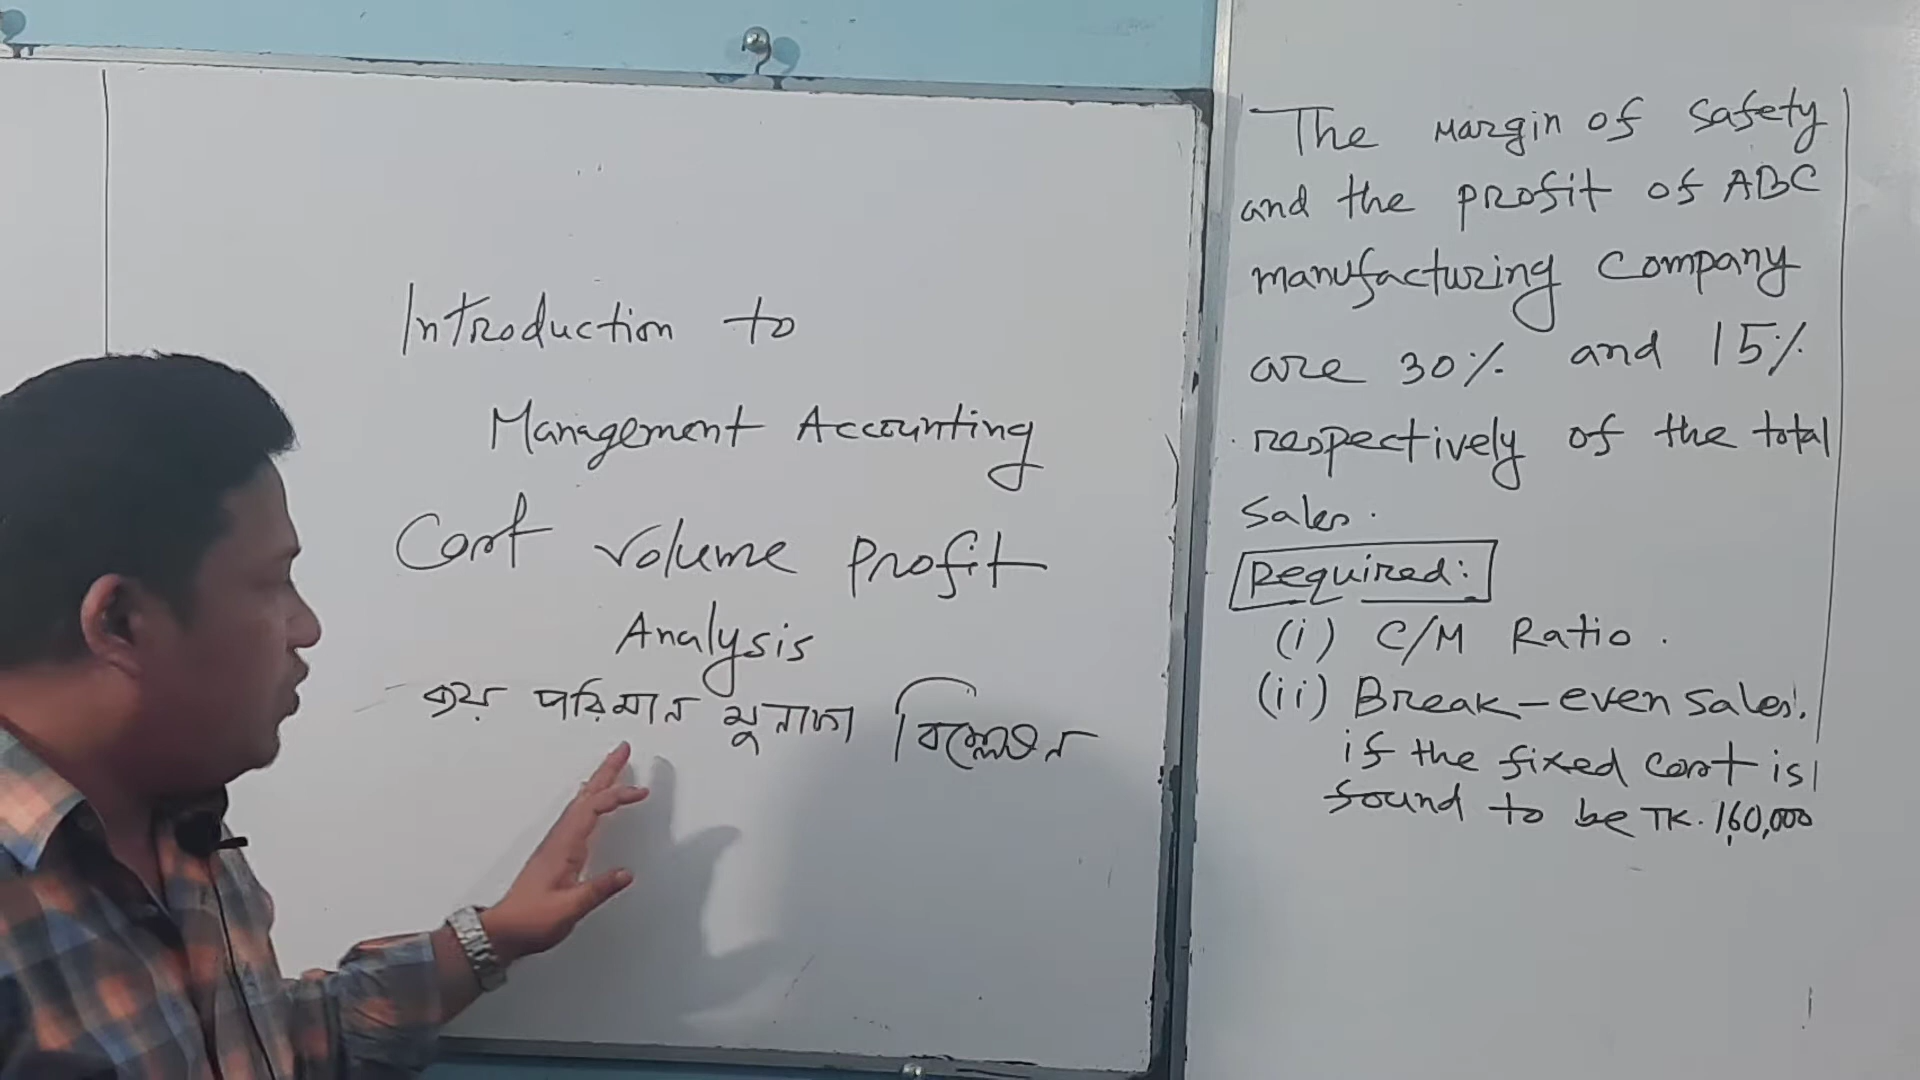 Introduction to
Management Accounting
Cost Volume Profit
Analysis
ব্যয় পরিমান মুনাফা বিশ্লেষন
The Margin of Safety
and the profit of ABC
manufacturing Company
are 30% and 15%
respectively of the total
Sales.
Required:
(i) C/M Ratio.
(ii) Break-even Sales.
if the fixed cost is
found to be TK. 160,000